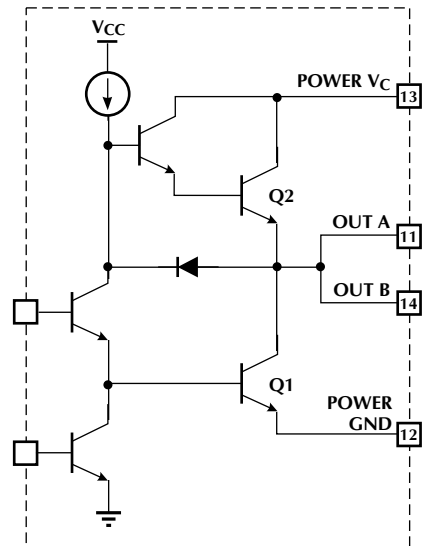 VCC
POWER VC
13
Q2
OUT A
11
OUT B
14
Q1
POWER
GND
12